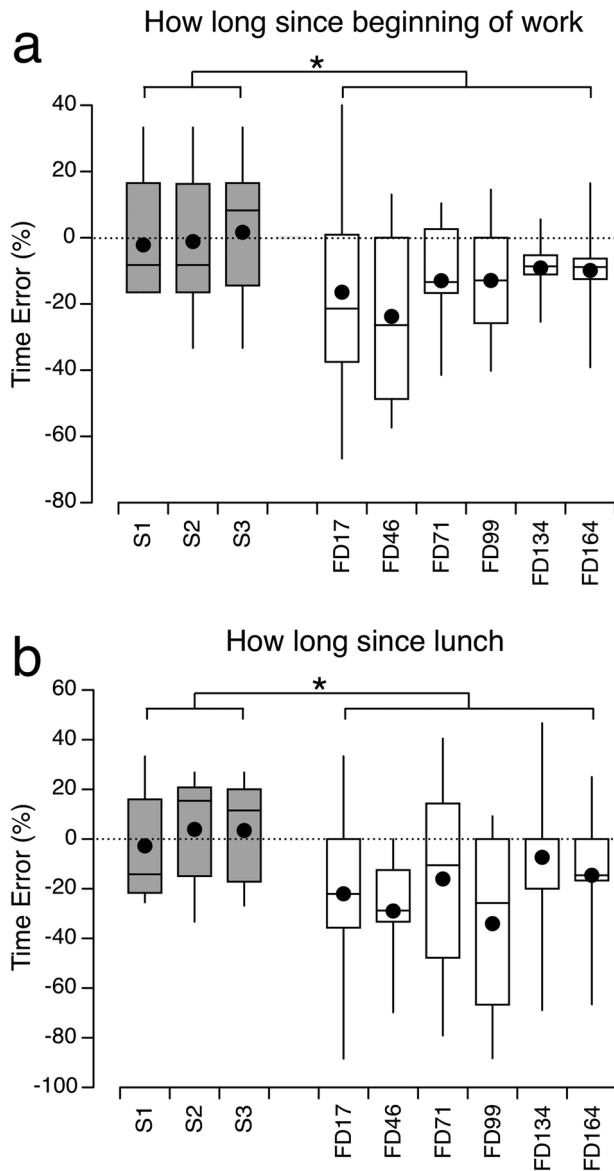 a
How long since beginning of work
*
40
20
0
-20
-40
-60
-80
Time Error (%)
S1
S2
S3
FD17
FD46
FD71
FD99
FD134
FD164
b
How long since lunch
*
60
40
20
0
-20
-40
-60
-80
-100
Time Error (%)
S1
S2
S3
FD17
FD46
FD71
FD99
FD134
FD164